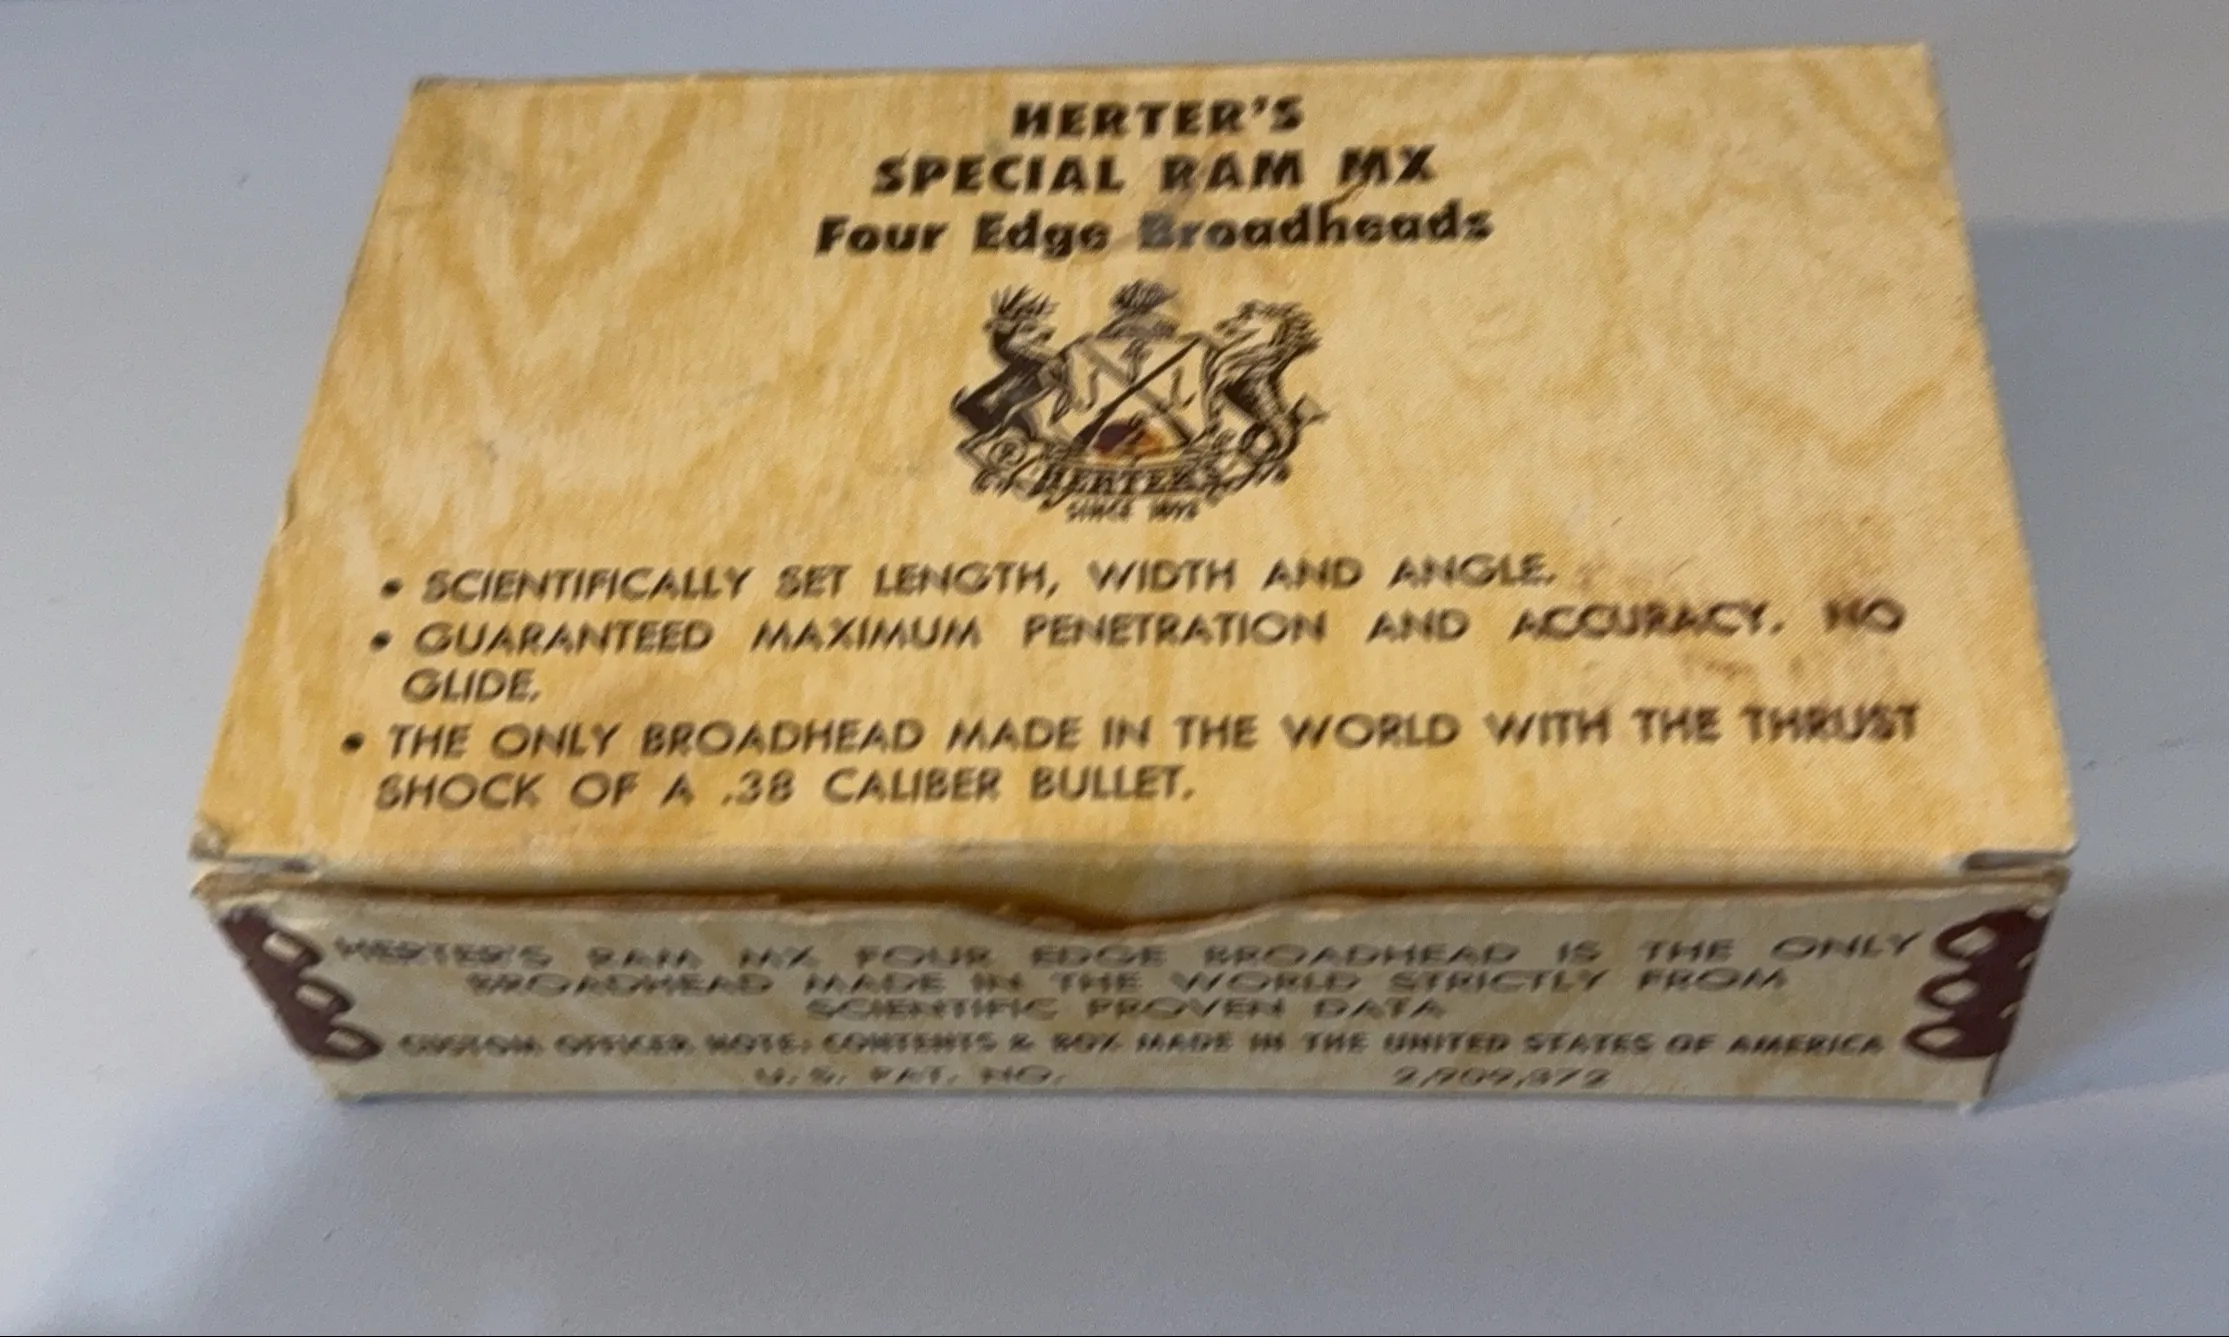 HERTER'S
SPECIAL RAM MX
Four Edge Broadheads
HERTER'S
SINCE 1893
• SCIENTIFICALLY SET LENGTH, WIDTH AND ANGLE.
• GUARANTEED MAXIMUM PENETRATION AND ACCURACY. NO
GLIDE.
• THE ONLY BROADHEAD MADE IN THE WORLD WITH THE THRUST
SHOCK OF A .38 CALIBER BULLET.
HERTER'S RAM MX FOUR EDGE BROADHEAD IS THE ONLY
BROADHEAD MADE IN THE WORLD STRICTLY FROM
SCIENTIFIC PROVEN DATA
CUSTOM OFFICER NOTE: CONTENTS & BOX MADE IN THE UNITED STATES OF AMERICA
U.S. PAT. NO.